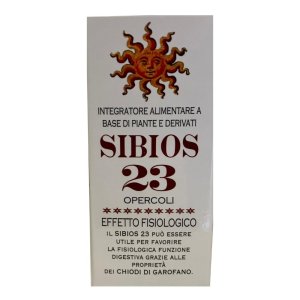 INTEGRATORE ALIMENTARE A
BASE DI PIANTE E DERIVATI
SIBIOS
23
OPERCOLI
EFFETTO FISIOLOGICO
IL SIBIOS 23 PUÒ ESSERE
UTILE PER FAVORIRE
LA FISIOLOGICA FUNZIONE
DIGESTIVA GRAZIE ALLE
PROPRIETÀ
DEI CHIODI DI GAROFANO.